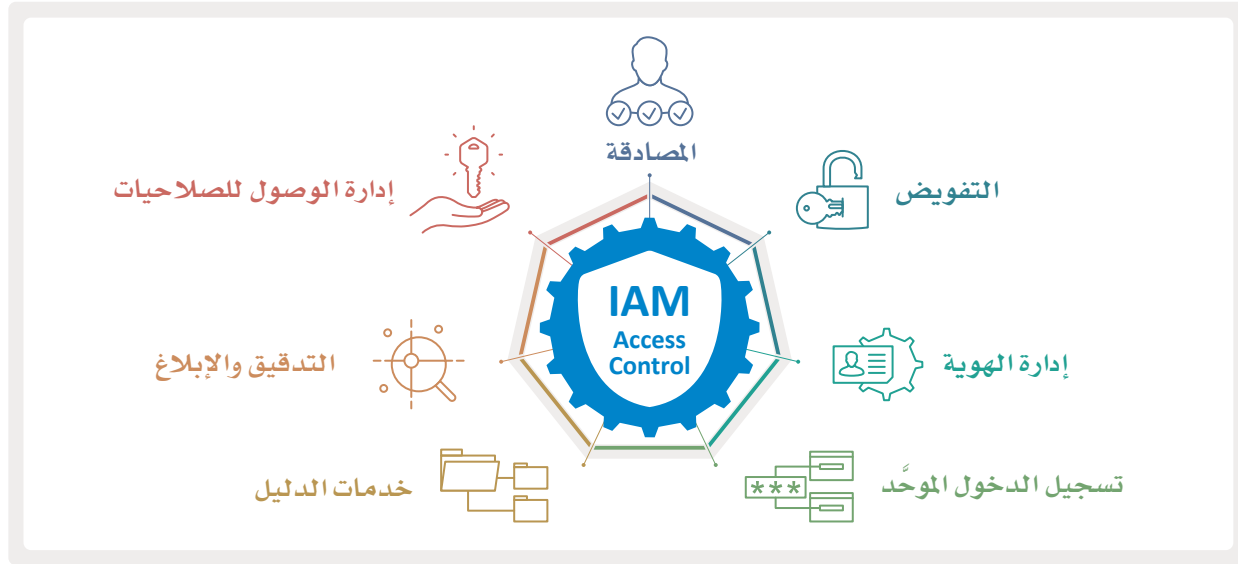 المصادقة
التفويض
إدارة الوصول للصلاحيات
IAM
Access
Control
إدارة الهوية
التدقيق والإبلاغ
تسجيل الدخول الموحَّد
***
خدمات الدليل